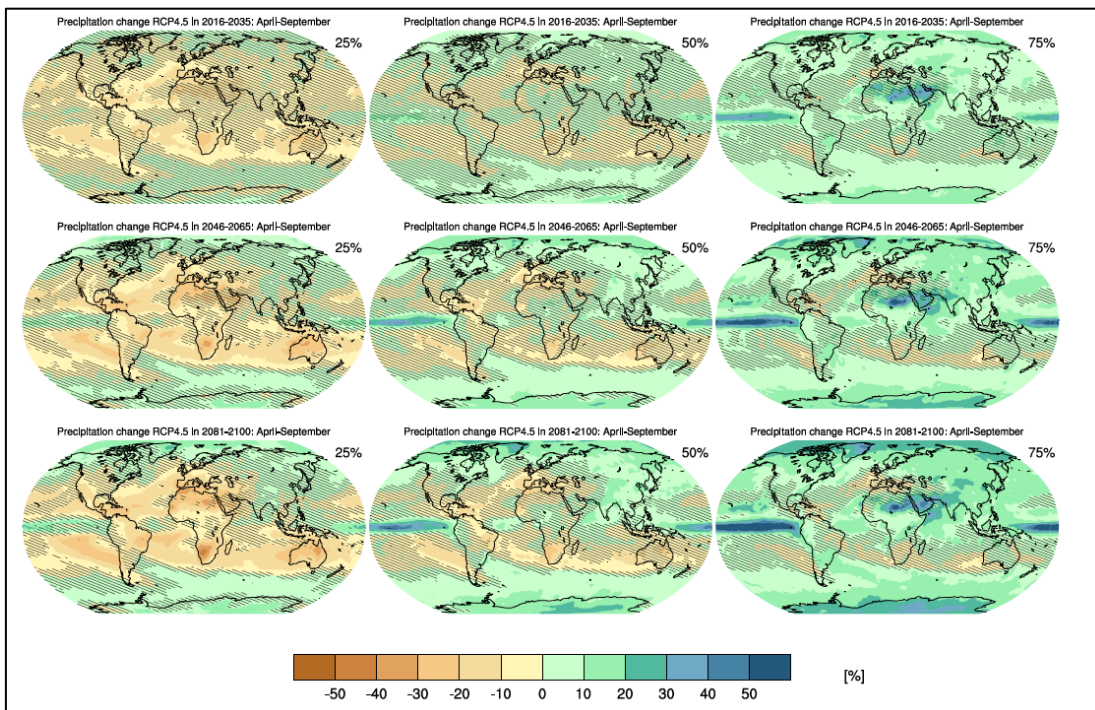 Precipitation change RCP4.5 in 2016-2035: April-September
Precipitation change RCP4.5 in 2016-2035: April-September
Precipitation change RCP4.5 in 2016-2035: April-September
25%
50%
75%
Precipitation change RCP4.5 in 2046-2065: April-September
Precipitation change RCP4.5 in 2046-2065: April-September
Precipitation change RCP4.5 in 2046-2065: April-September
25%
50%
75%
Precipitation change RCP4.5 in 2081-2100: April-September
Precipitation change RCP4.5 in 2081-2100: April-September
Precipitation change RCP4.5 in 2081-2100: April-September
25%
50%
75%
-50 -40 -30 -20 -10 0 10 20 30 40 50
[%]